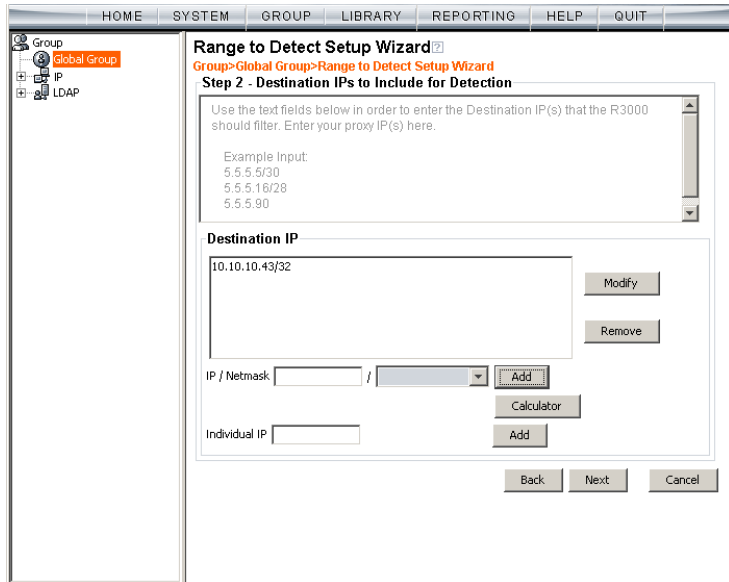 HOME SYSTEM GROUP LIBRARY REPORTING HELP QUIT
Group
Global Group
IP
LDAP
Range to Detect Setup Wizard?
Group>Global Group>Range to Detect Setup Wizard
Step 2 - Destination IPs to Include for Detection
Use the text fields below in order to enter the Destination IP(s) that the R3000
should filter. Enter your proxy IP(s) here.
Example Input:
5.5.5.5/30
5.5.5.16/28
5.5.5.90
Destination IP
10.10.10.43/32
Modify
Remove
IP / Netmask / Add
Calculator
Individual IP Add
Back Next Cancel